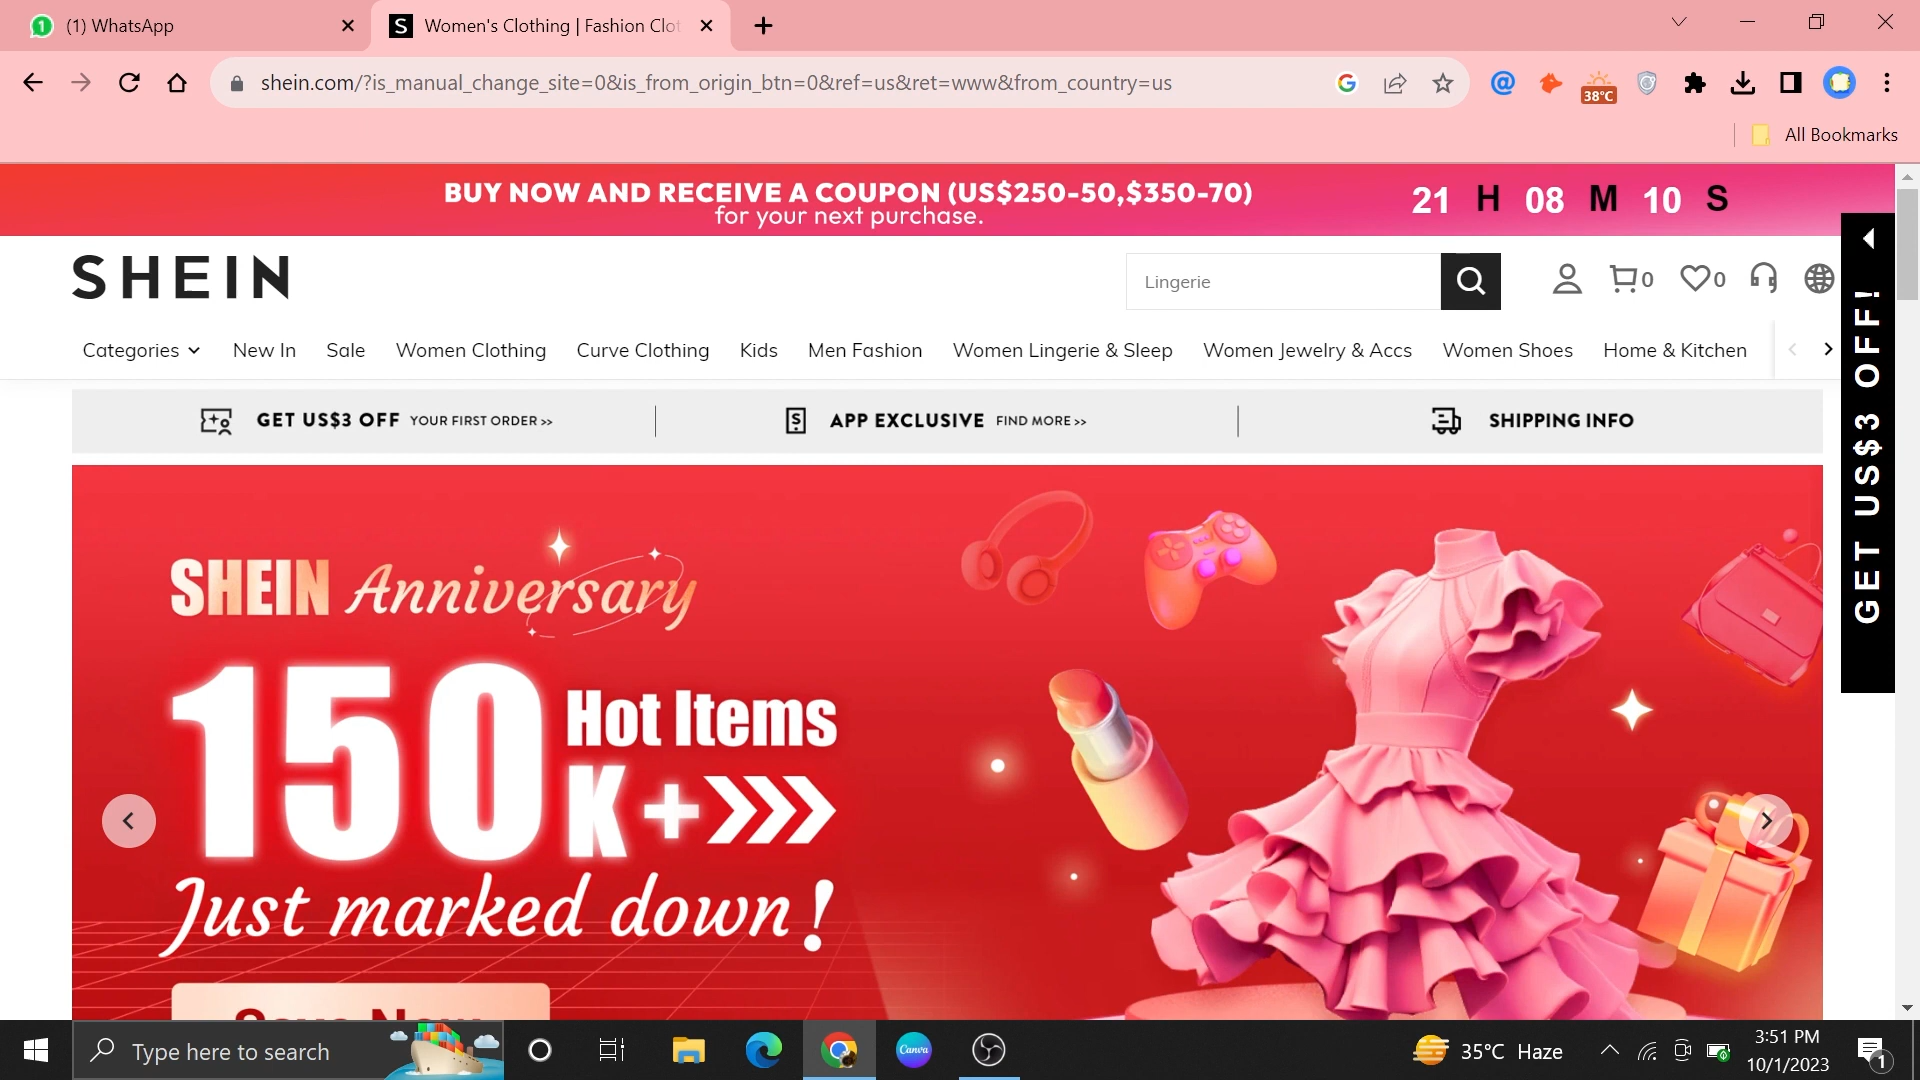 (1) WhatsApp
S Women's Clothing | Fashion Clot
shein.com/?is_manual_change_site=0&is_from_origin_btn=0&ref=us&ret=www&from_country=us
38°C
All Bookmarks
BUY NOW AND RECEIVE A COUPON (US$250-50,$350-70)
for your next purchase.
21 H 08 M 10 S
SHEIN
Lingerie
0
0
Categories New In Sale Women Clothing Curve Clothing Kids Men Fashion Women Lingerie & Sleep Women Jewelry & Accs Women Shoes Home & Kitchen
GET US$3 OFF YOUR FIRST ORDER >>
APP EXCLUSIVE FIND MORE >>
SHIPPING INFO
GET US$3 OFF!
SHEIN Anniversary
150K+ Hot Items
Just marked down!
Save Now
Type here to search
Canva
35°C Haze
3:51 PM
10/1/2023
1